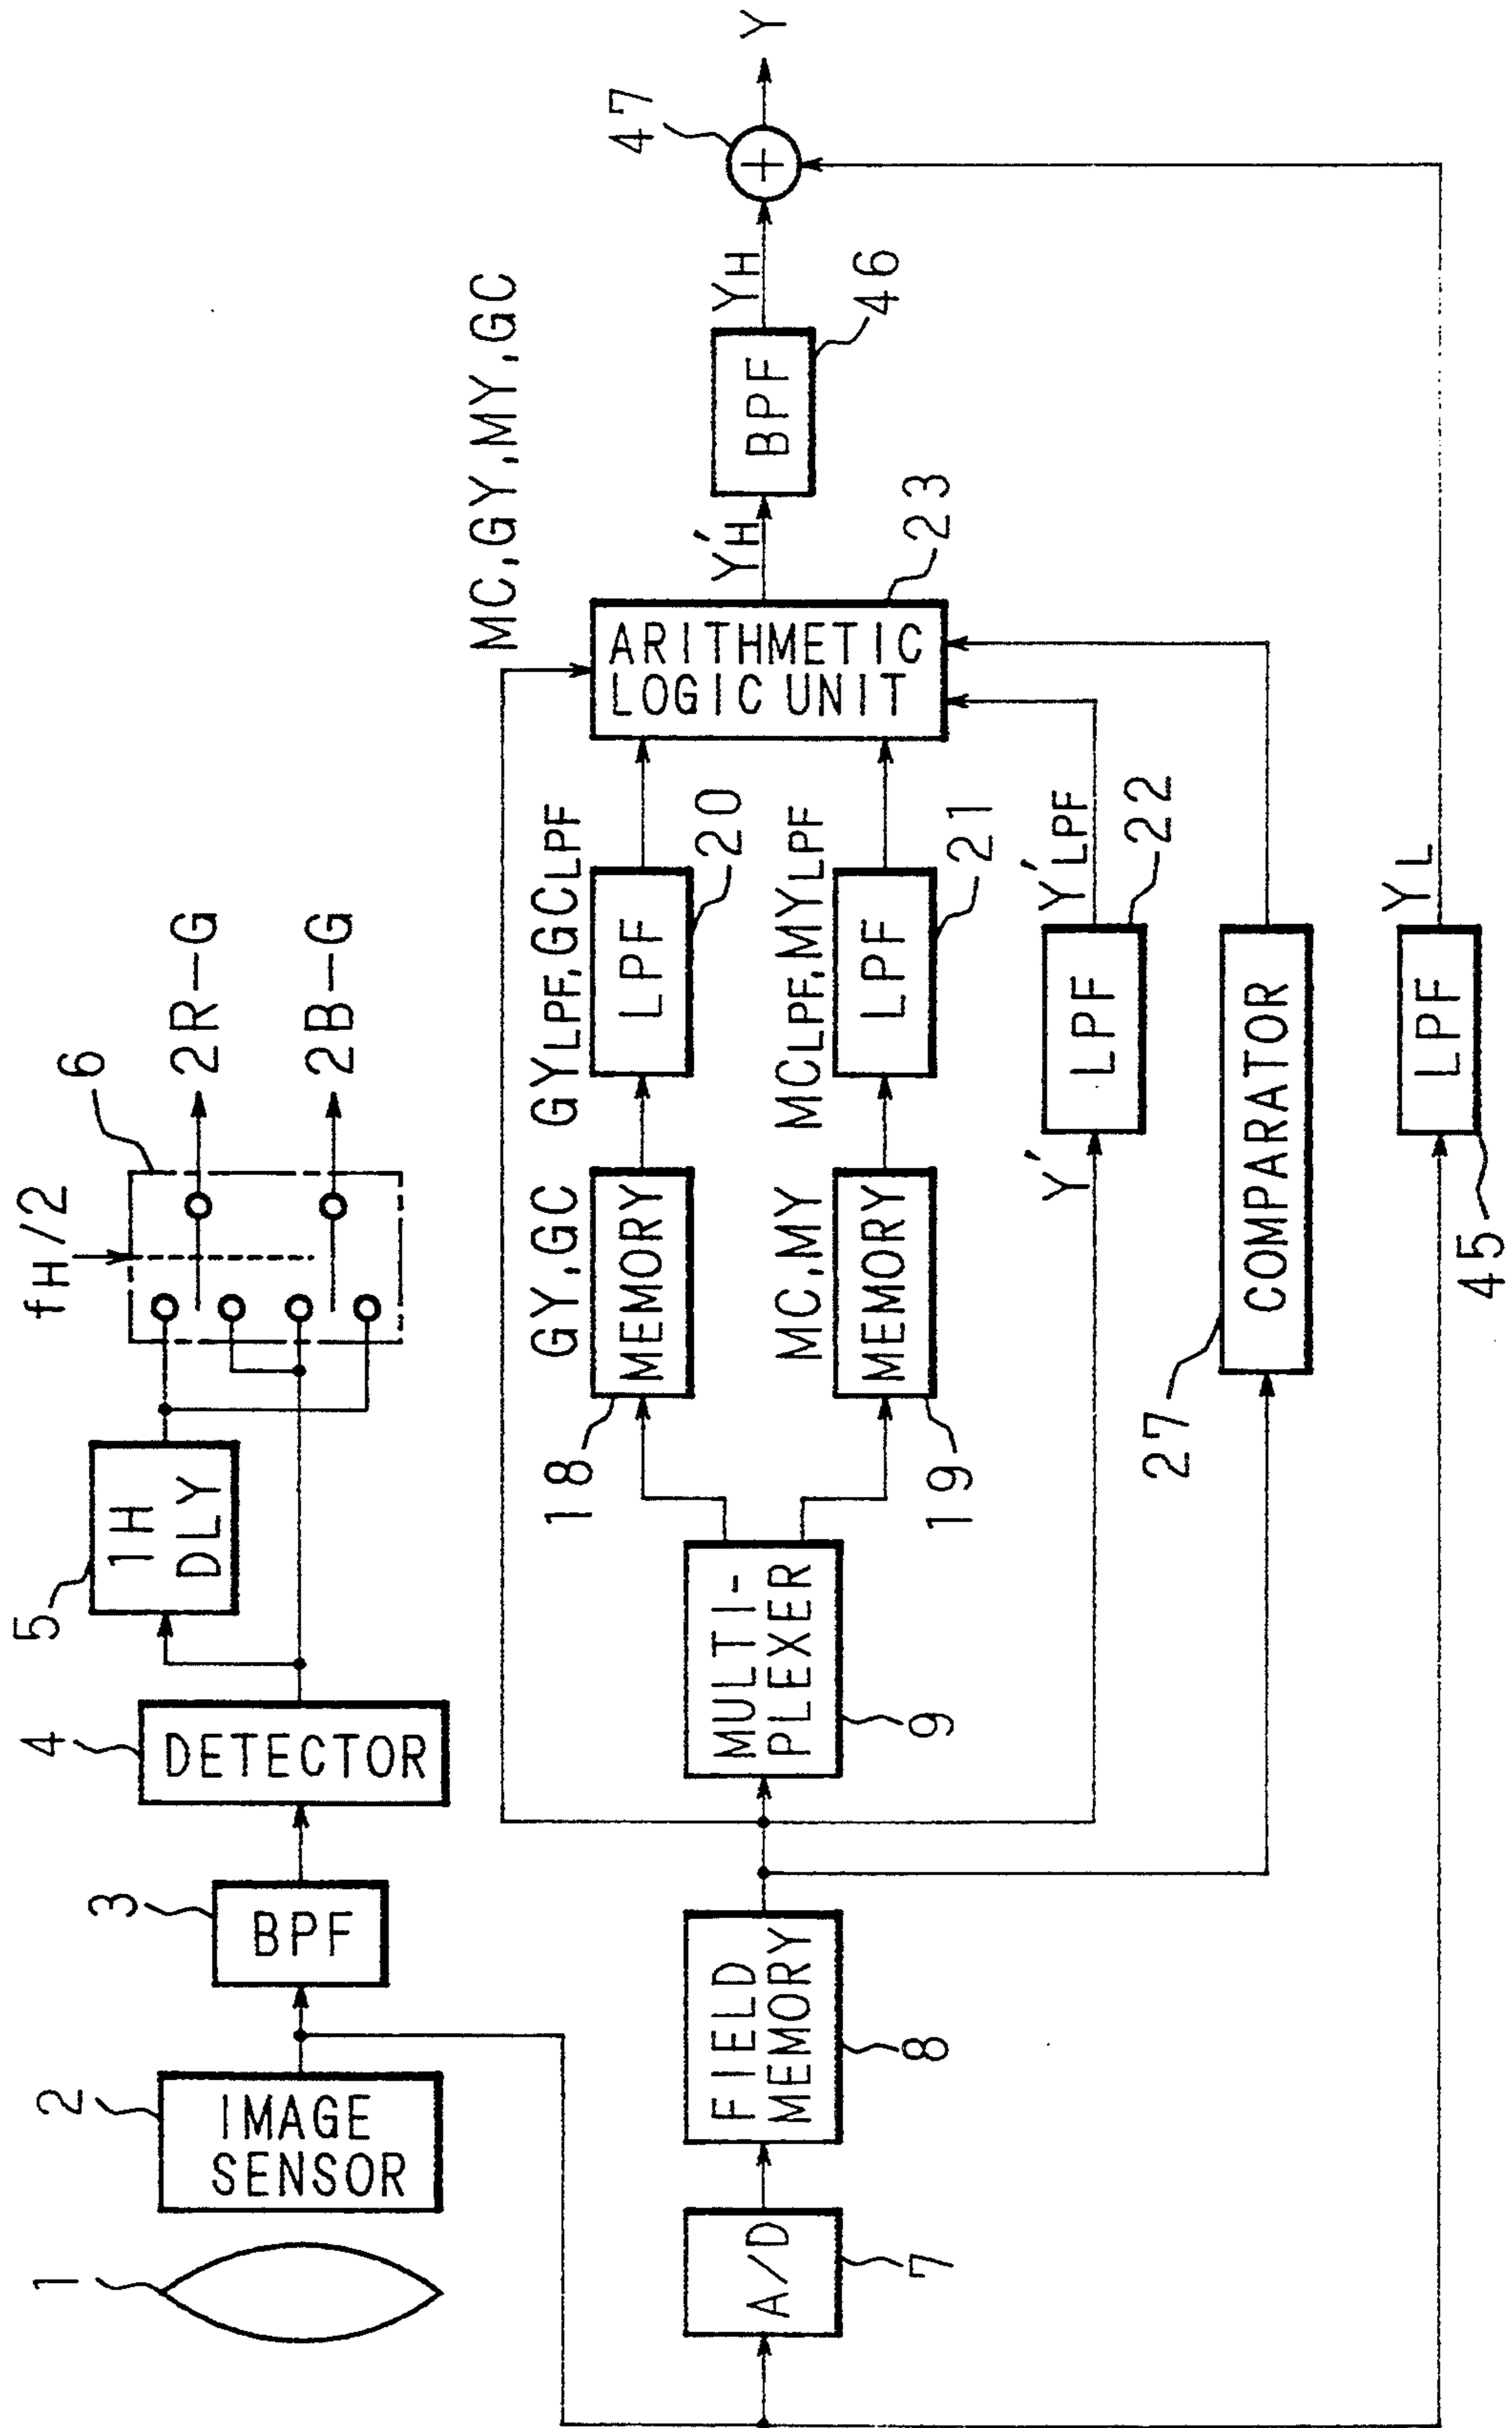 1
2
IMAGE
SENSOR
3
BPF
4
DETECTOR
5
1H
DLY
fH/2
6
2R-G
2B-G
A/D
7
FIELD
MEMORY
8
MULTI-
PLEXER
9
GY,GC
MEMORY
18
GYLPF,GCLPF
LPF
20
MC,MY
MEMORY
19
MCLPF,MYLPF
LPF
21
MC,GY,MY,GC
ARITHMETIC
LOGIC UNIT
23
Y'H
BPF
46
YH
47
+
Y
Y'
LPF
22
Y'LPF
27
COMPARATOR
LPF
45
YL